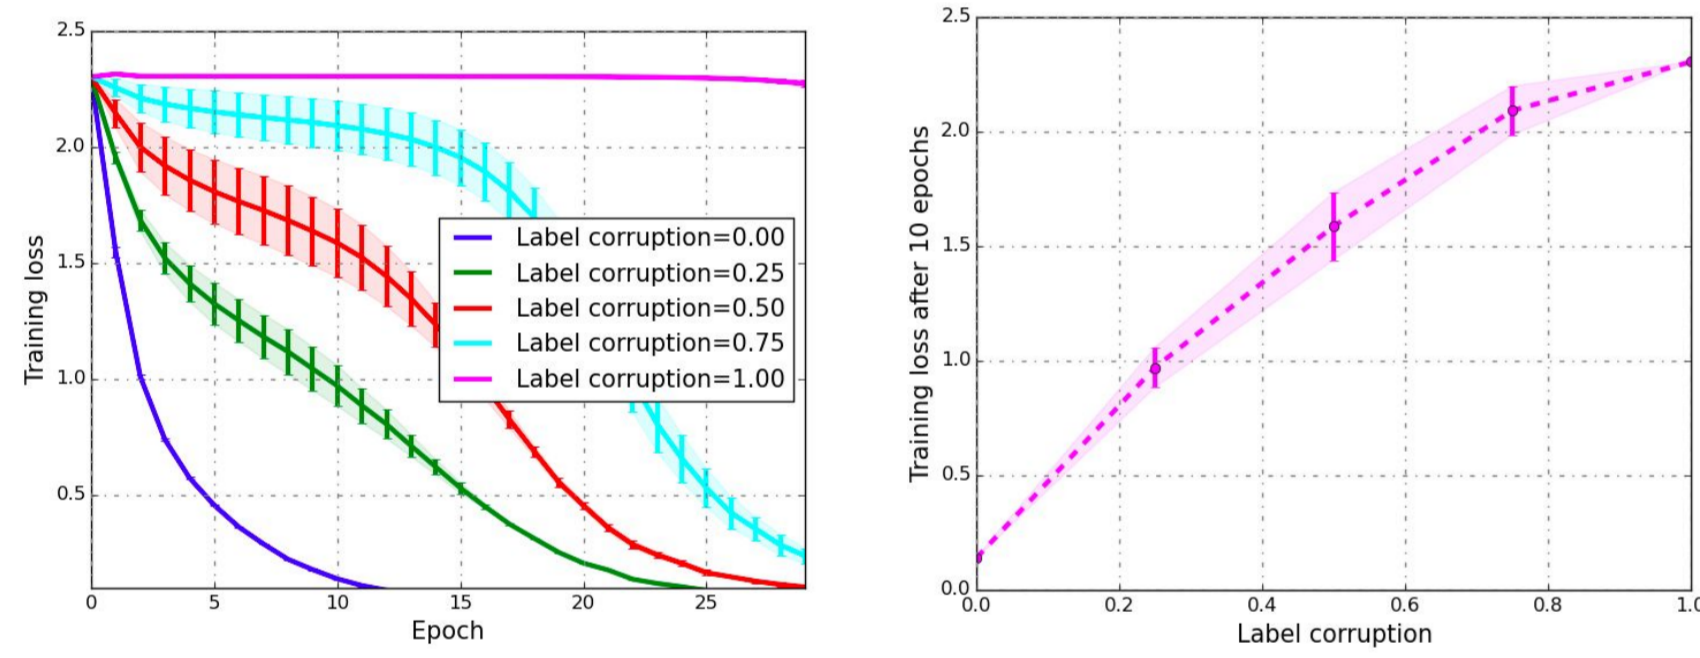 2.5
2.0
1.5
1.0
0.5
0
5
10
15
20
25
Training loss
Epoch
Label corruption=0.00
Label corruption=0.25
Label corruption=0.50
Label corruption=0.75
Label corruption=1.00
2.5
2.0
1.5
1.0
0.5
0.0
0.0
0.2
0.4
0.6
0.8
1.0
Training loss after 10 epochs
Label corruption